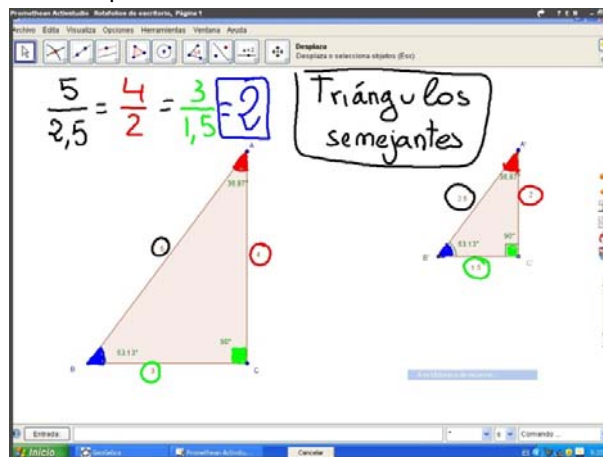 Promethean Activstudio - Rotafolios de escritorio, Página 1
Archivo Edita Visualiza Opciones Herramientas Ventana Ayuda
Desplaza
Desplaza o selecciona objetos (Esc)
5/2,5 = 4/2 = 3/1,5 = 2
Triángulos
semejantes
A
36.87°
5
4
53.13°
90°
B
3
C
A'
36.87°
2.5
2
53.13°
90°
B'
1.5
C'
Entrada:
Comando ...
Inicio
GeoGebra
Promethean Activstu...
Cancelar